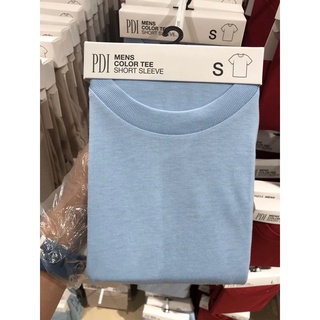 PDI
MENS
COLOR TEE
SHORT SLEEVE
S